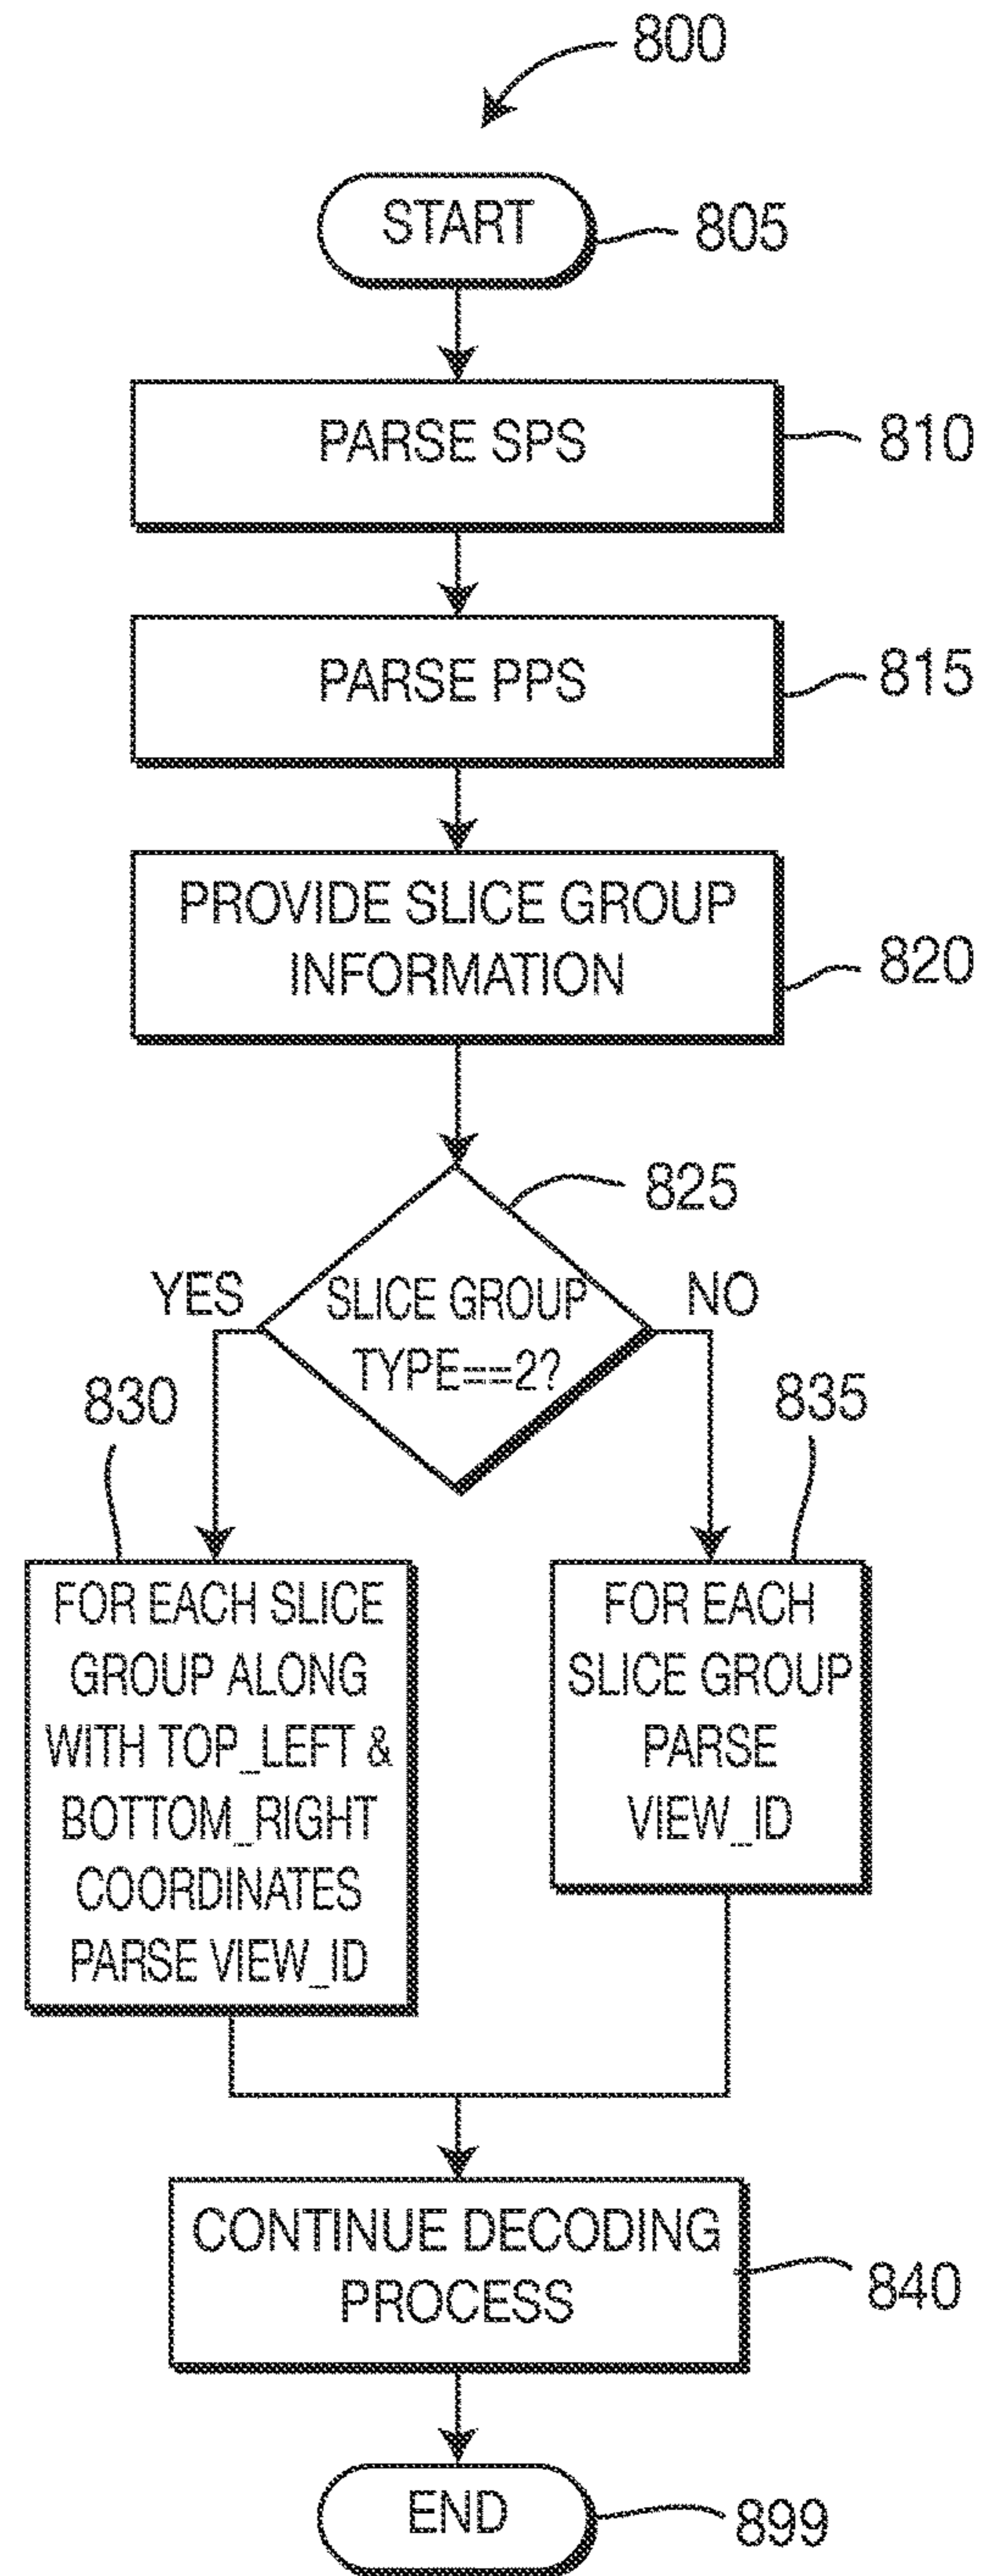 800
START
805
PARSE SPS
810
PARSE PPS
815
PROVIDE SLICE GROUP
INFORMATION
820
825
YES
SLICE GROUP
TYPE==2?
NO
830
835
FOR EACH SLICE
GROUP ALONG
WITH TOP_LEFT &
BOTTOM_RIGHT
COORDINATES
PARSE VIEW_ID
FOR EACH
SLICE GROUP
PARSE
VIEW_ID
CONTINUE DECODING
PROCESS
840
END
899